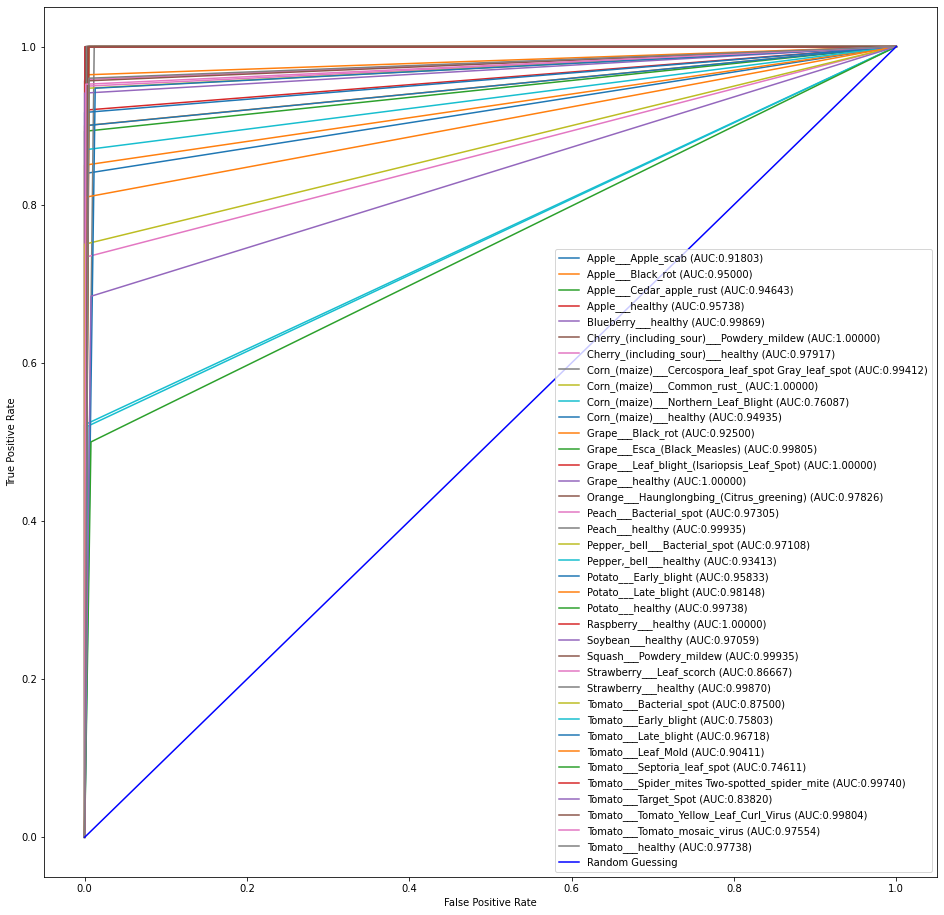 1.0
0.8
0.6
0.4
0.2
0.0
True Positive Rate
Apple___Apple_scab (AUC:0.91803)
Apple___Black_rot (AUC:0.95000)
Apple___Cedar_apple_rust (AUC:0.94643)
Apple___healthy (AUC:0.95738)
Blueberry___healthy (AUC:0.99869)
Cherry_(including_sour)___Powdery_mildew (AUC:1.00000)
Cherry_(including_sour)___healthy (AUC:0.97917)
Corn_(maize)___Cercospora_leaf_spot Gray_leaf_spot (AUC:0.99412)
Corn_(maize)___Common_rust_ (AUC:1.00000)
Corn_(maize)___Northern_Leaf_Blight (AUC:0.76087)
Corn_(maize)___healthy (AUC:0.94935)
Grape___Black_rot (AUC:0.92500)
Grape___Esca_(Black_Measles) (AUC:0.99805)
Grape___Leaf_blight_(Isariopsis_Leaf_Spot) (AUC:1.00000)
Grape___healthy (AUC:1.00000)
Orange___Haunglongbing_(Citrus_greening) (AUC:0.97826)
Peach___Bacterial_spot (AUC:0.97305)
Peach___healthy (AUC:0.99935)
Pepper,_bell___Bacterial_spot (AUC:0.97108)
Pepper,_bell___healthy (AUC:0.93413)
Potato___Early_blight (AUC:0.95833)
Potato___Late_blight (AUC:0.98148)
Potato___healthy (AUC:0.99738)
Raspberry___healthy (AUC:1.00000)
Soybean___healthy (AUC:0.97059)
Squash___Powdery_mildew (AUC:0.99935)
Strawberry___Leaf_scorch (AUC:0.86667)
Strawberry___healthy (AUC:0.99870)
Tomato___Bacterial_spot (AUC:0.87500)
Tomato___Early_blight (AUC:0.75803)
Tomato___Late_blight (AUC:0.96718)
Tomato___Leaf_Mold (AUC:0.90411)
Tomato___Septoria_leaf_spot (AUC:0.74611)
Tomato___Spider_mites Two-spotted_spider_mite (AUC:0.99740)
Tomato___Target_Spot (AUC:0.83820)
Tomato___Tomato_Yellow_Leaf_Curl_Virus (AUC:0.99804)
Tomato___Tomato_mosaic_virus (AUC:0.97554)
Tomato___healthy (AUC:0.97738)
Random Guessing
0.0 0.2 0.4 0.6 0.8 1.0
False Positive Rate